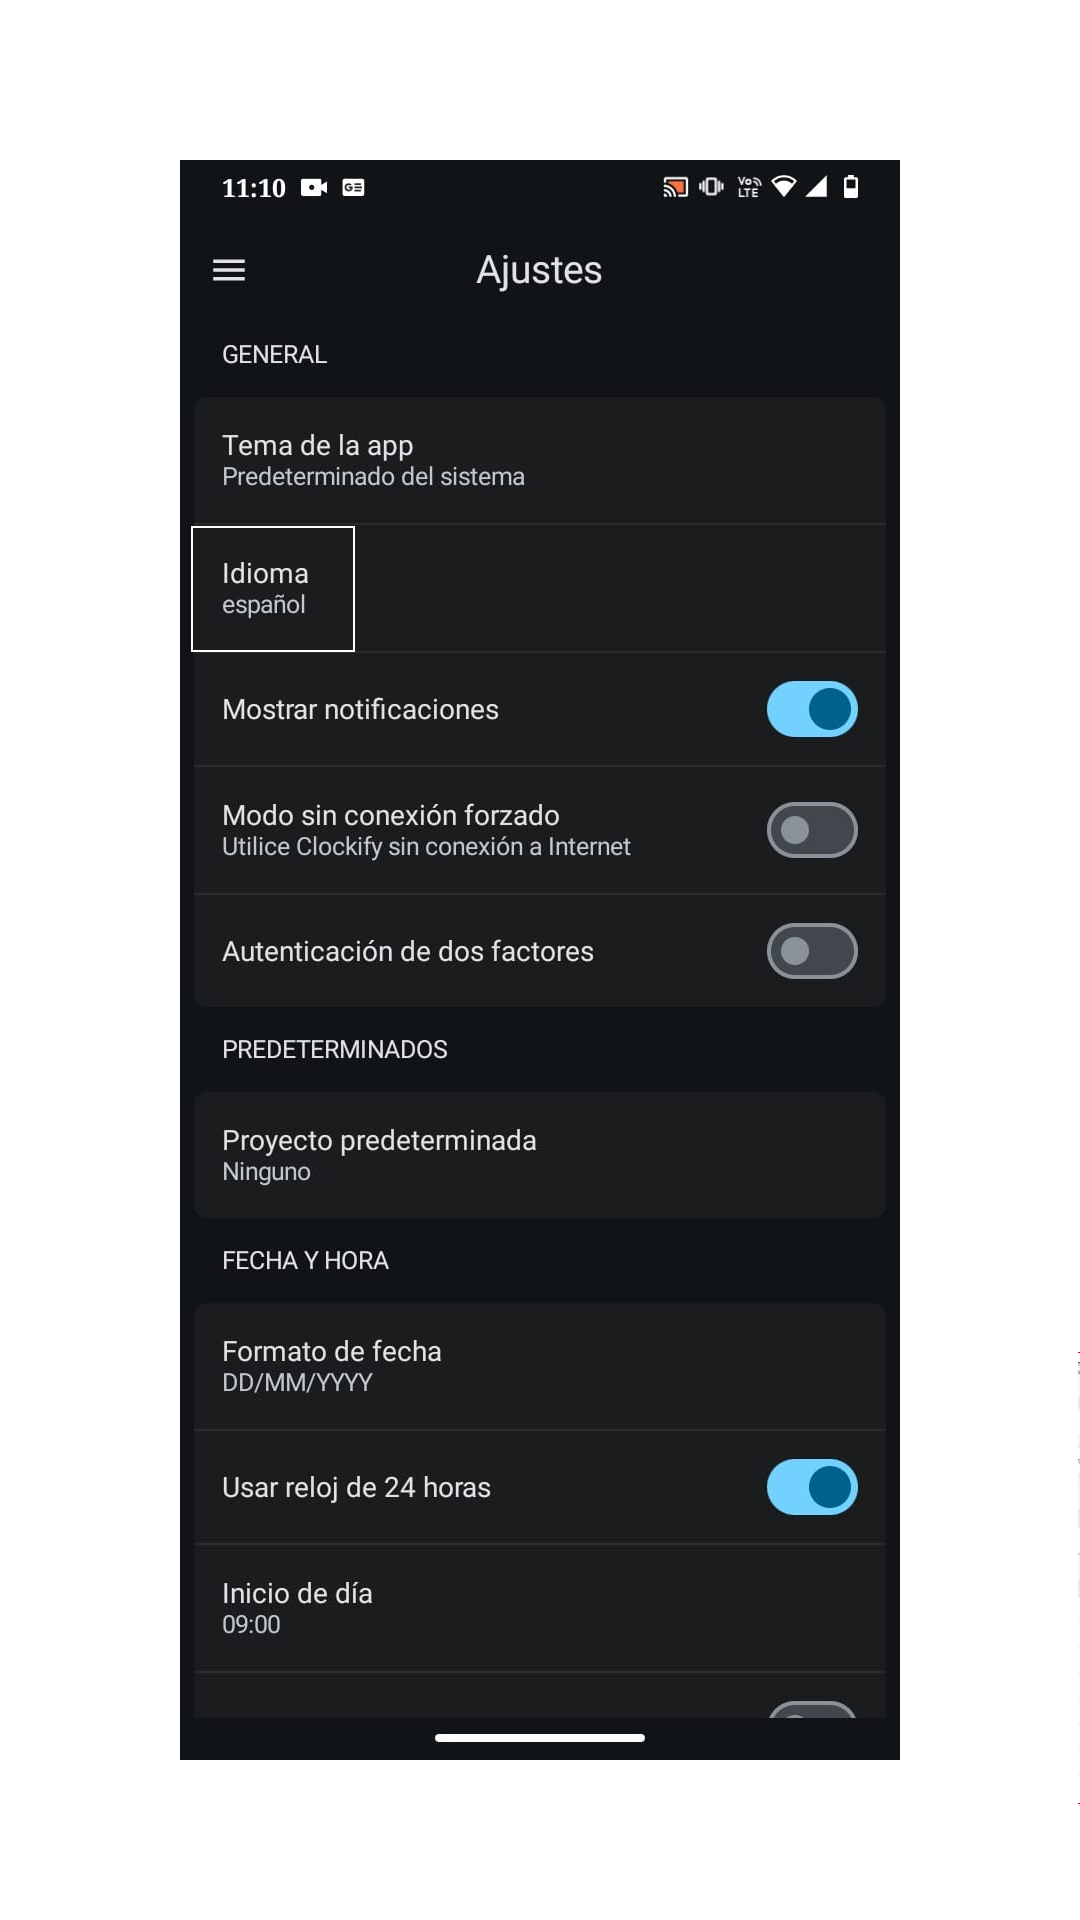 11:10
Vo
LTE
Ajustes
GENERAL
Tema de la app
Predeterminado del sistema
Idioma
español
Mostrar notificaciones
Modo sin conexión forzado
Utilice Clockify sin conexión a Internet
Autenticación de dos factores
PREDETERMINADOS
Proyecto predeterminada
Ninguno
FECHA Y HORA
Formato de fecha
DD/MM/YYYY
Usar reloj de 24 horas
Inicio de día
09:00